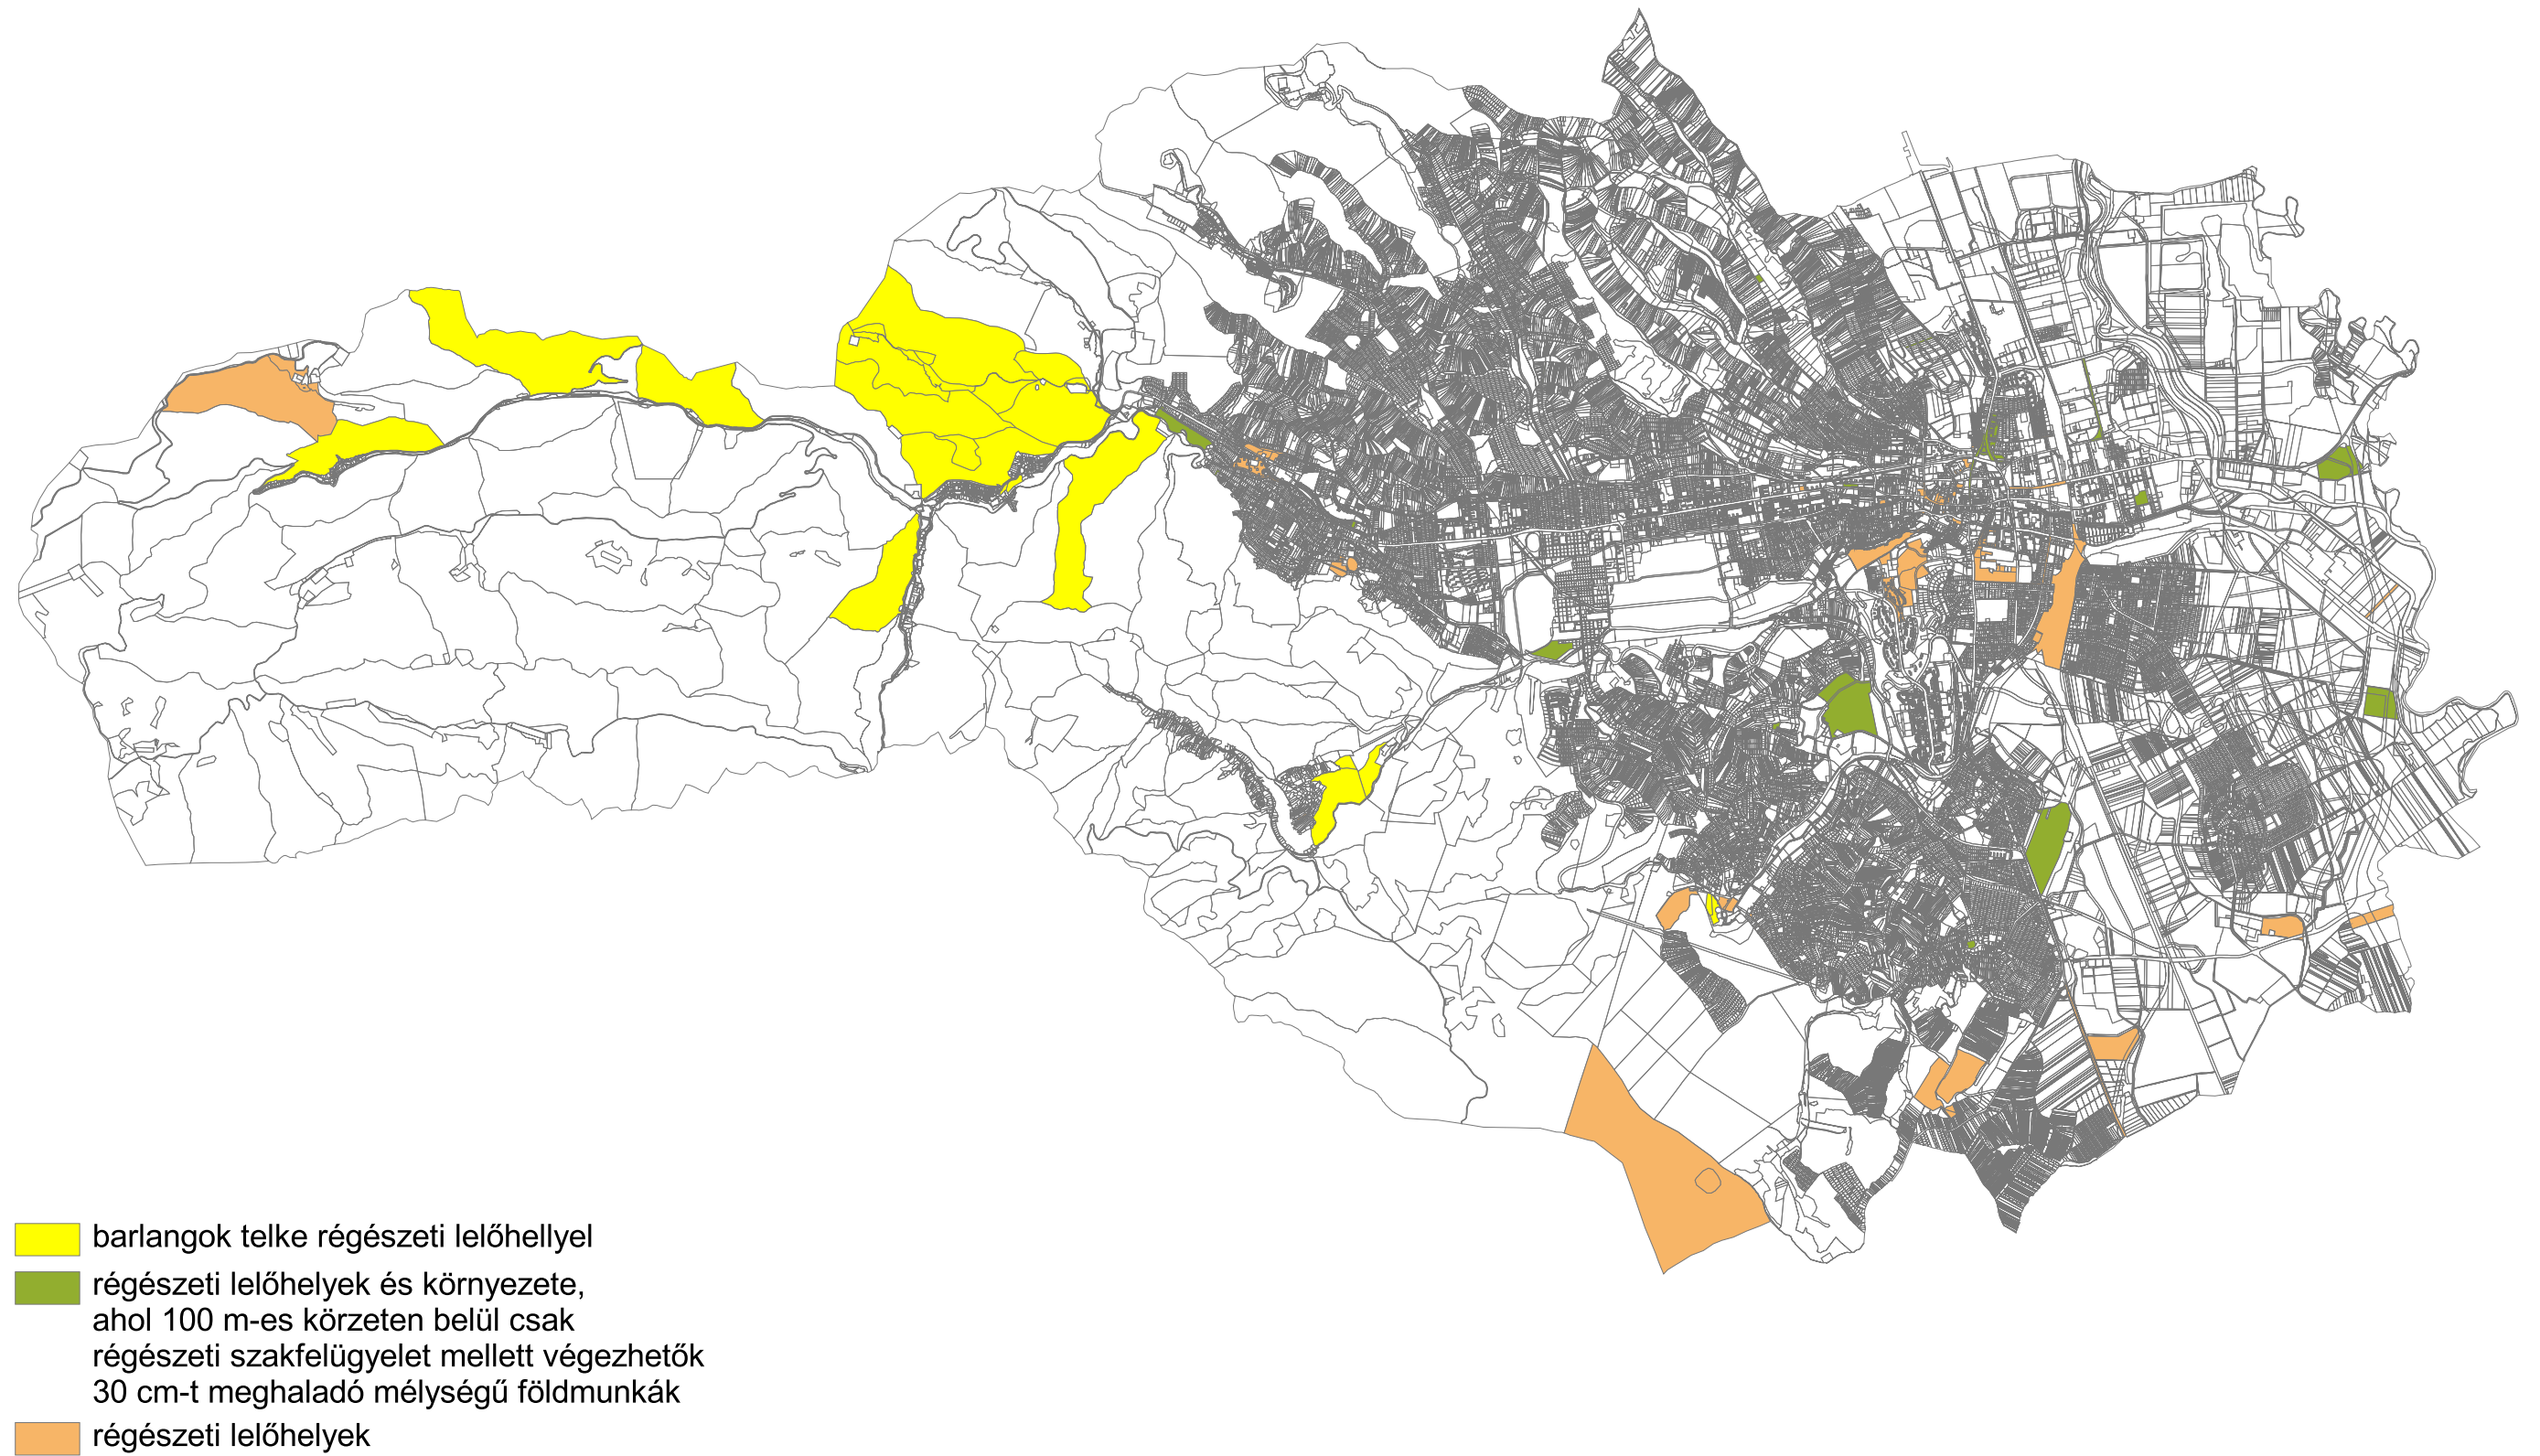 barlangok telke régészeti lelőhellyel
régészeti lelőhelyek és környezete,
ahol 100 m-es körzeten belül csak
régészeti szakfelügyelet mellett végezhetők
30 cm-t meghaladó mélységű földmunkák
régészeti lelőhelyek